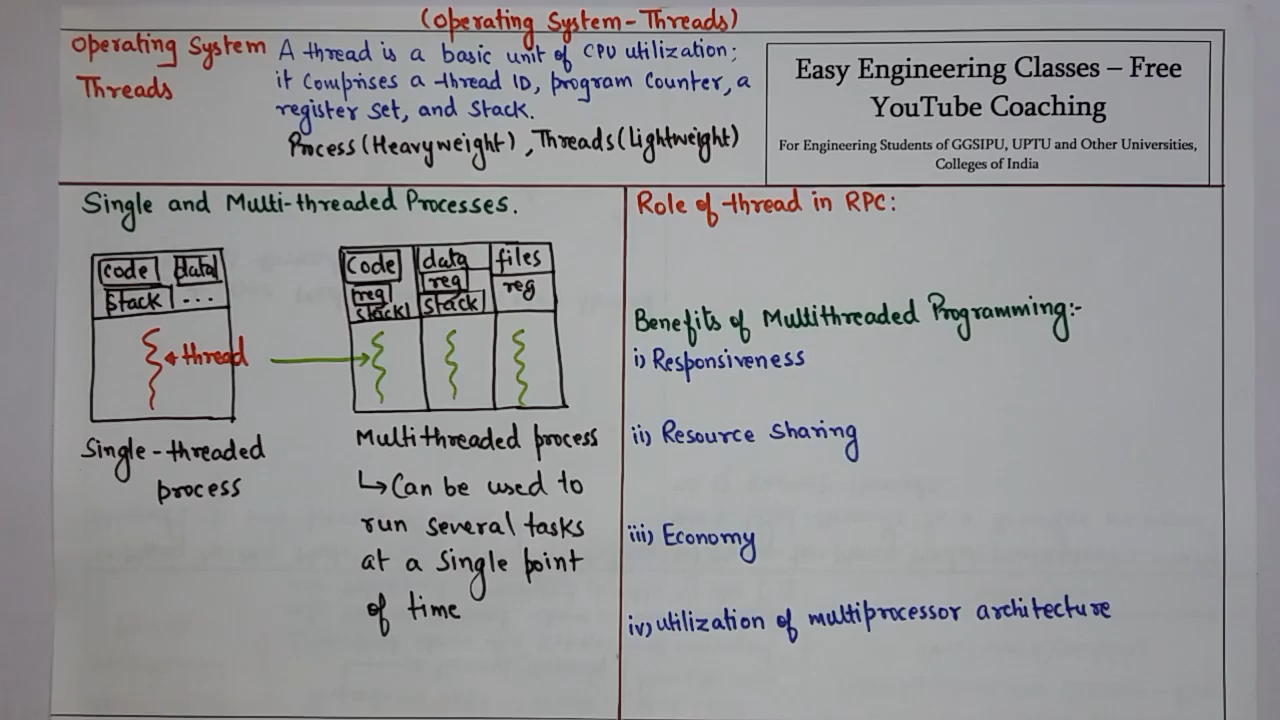 (Operating System-Threads)
Operating System
Threads
A thread is a basic unit of CPU utilization;
it comprises a thread ID, program counter, a
register set, and stack.
Process (Heavyweight), Threads (Lightweight)
Easy Engineering Classes – Free
YouTube Coaching
For Engineering Students of GGSIPU, UPTU and Other Universities,
Colleges of India
Single and Multi-threaded Processes.
code data
stack ...
thread
Single-threaded
process
code data files
reg reg reg
stack stack
Multithreaded process
↳ Can be used to
run several tasks
at a single point
of time
Role of thread in RPC:
Benefits of Multithreaded Programming:-
i) Responsiveness
ii) Resource sharing
iii) Economy
iv) utilization of multiprocessor architecture